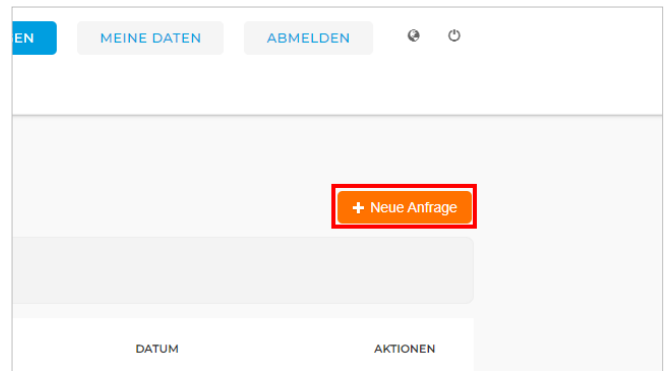 EN MEINE DATEN ABMELDEN
+ Neue Anfrage
DATUM AKTIONEN